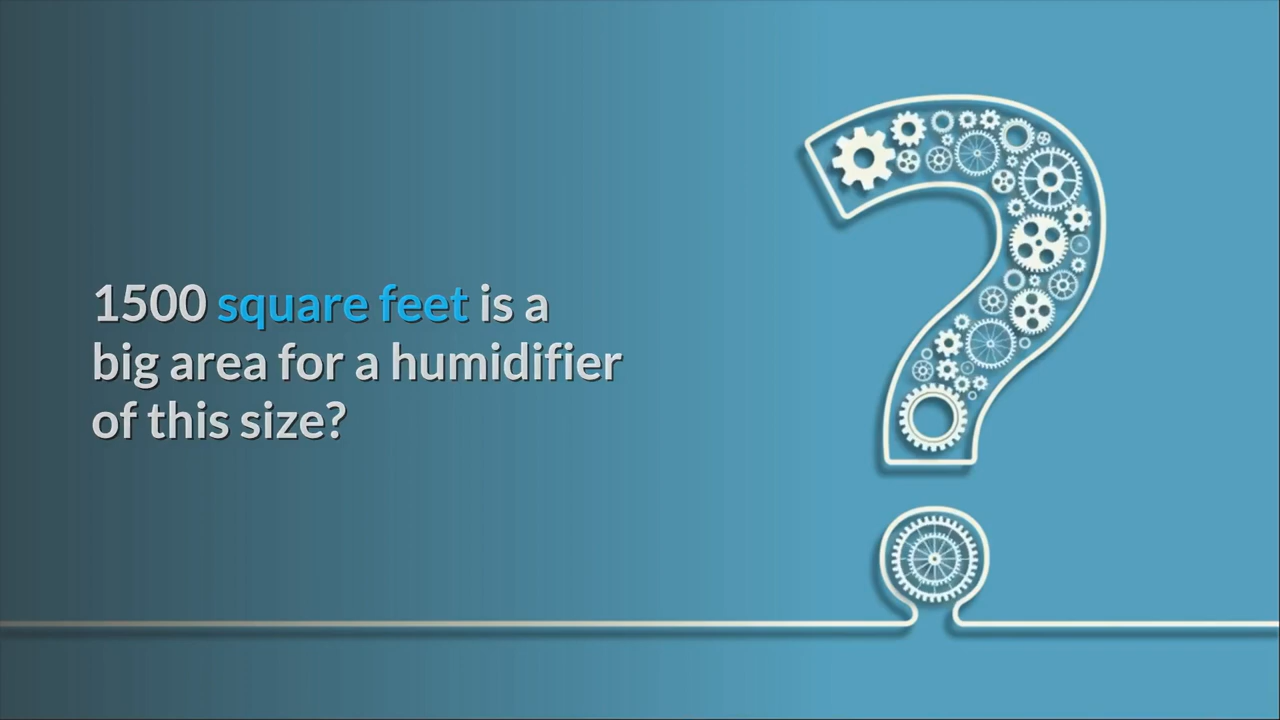 1500 square feet is a
big area for a humidifier
of this size?